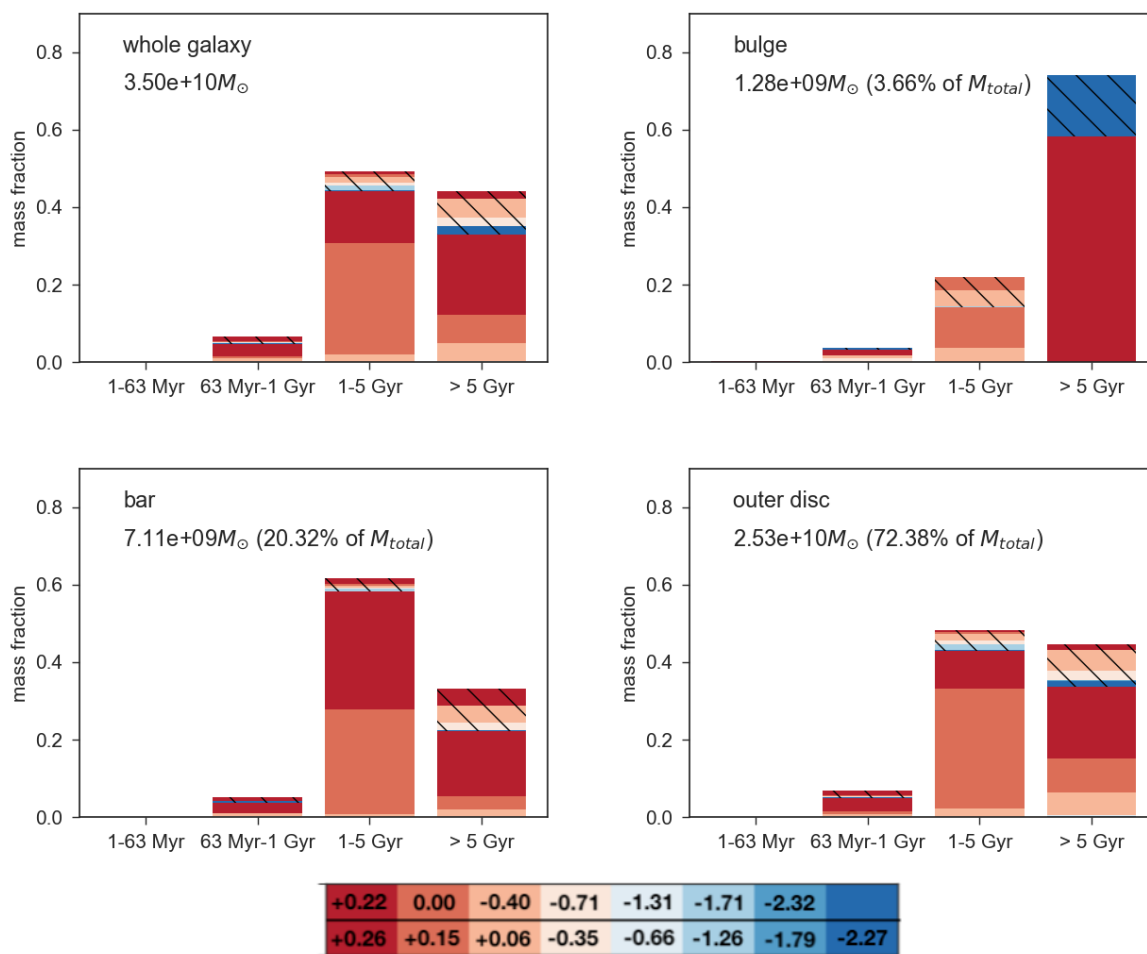 whole galaxy
3.50e+10M⊙
mass fraction
0.8
0.6
0.4
0.2
0.0
1-63 Myr 63 Myr-1 Gyr 1-5 Gyr > 5 Gyr
bulge
1.28e+09M⊙ (3.66% of Mtotal)
mass fraction
0.8
0.6
0.4
0.2
0.0
1-63 Myr 63 Myr-1 Gyr 1-5 Gyr > 5 Gyr
bar
7.11e+09M⊙ (20.32% of Mtotal)
mass fraction
0.8
0.6
0.4
0.2
0.0
1-63 Myr 63 Myr-1 Gyr 1-5 Gyr > 5 Gyr
outer disc
2.53e+10M⊙ (72.38% of Mtotal)
mass fraction
0.8
0.6
0.4
0.2
0.0
1-63 Myr 63 Myr-1 Gyr 1-5 Gyr > 5 Gyr
+0.22 0.00 -0.40 -0.71 -1.31 -1.71 -2.32
+0.26 +0.15 +0.06 -0.35 -0.66 -1.26 -1.79 -2.27